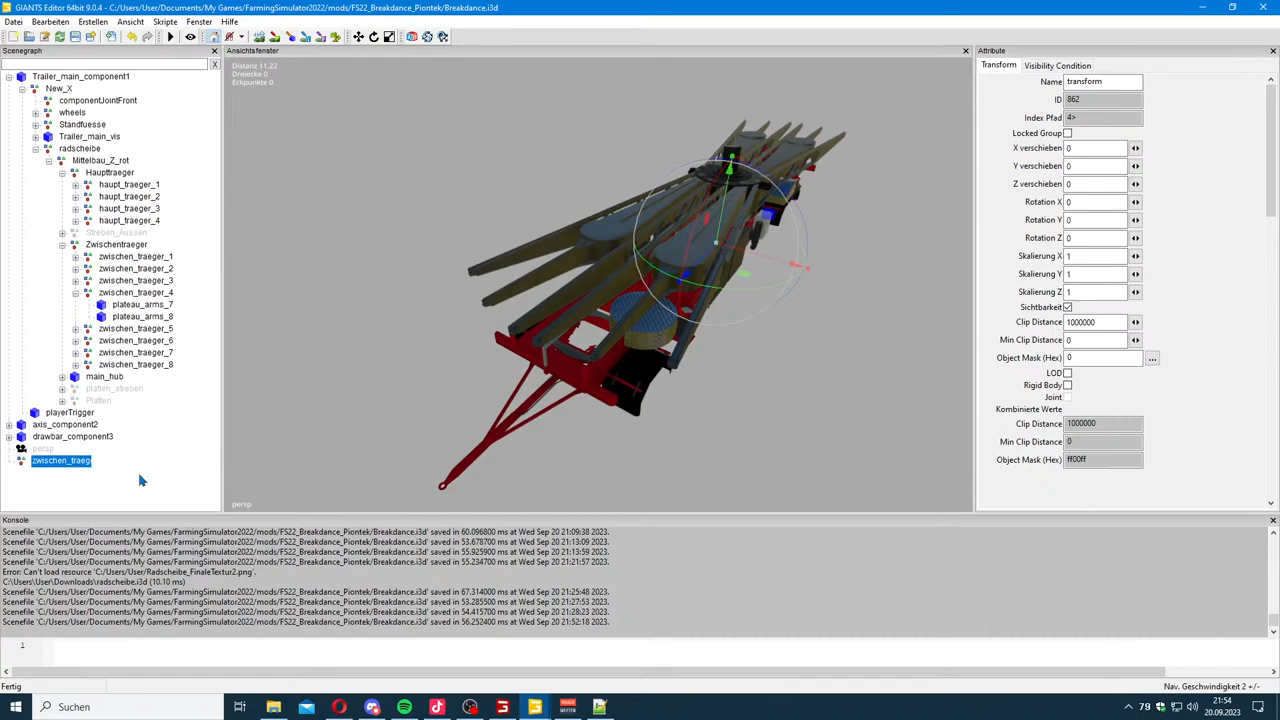 GIANTS Editor 64bit 9.0.4 - C:/Users/User/Documents/My Games/FarmingSimulator2022/mods/FS22_Breakdance_Piontek/Breakdance.i3d
Datei Bearbeiten Erstellen Ansicht Skripte Fenster Hilfe
Scenegraph
X
Trailer_main_component1
New_X
componentJointFront
wheels
Standfuesse
Trailer_main_vis
radscheibe
Mittelbau_Z_rot
Haupttraeger
haupt_traeger_1
haupt_traeger_2
haupt_traeger_3
haupt_traeger_4
Streben_Aussen
Zwischentraeger
zwischen_traeger_1
zwischen_traeger_2
zwischen_traeger_3
zwischen_traeger_4
plateau_arms_7
plateau_arms_8
zwischen_traeger_5
zwischen_traeger_6
zwischen_traeger_7
zwischen_traeger_8
main_hub
platten_streben
Platten
playerTrigger
axis_component2
drawbar_component3
persp
zwischen_traeg
Ansichtsfenster
Distanz 11.22
Dreiecke 0
Eckpunkte 0
persp
Attribute
Transform Visibility Condition
Name transform
ID 862
Index Pfad 4>
Locked Group
X verschieben 0
Y verschieben 0
Z verschieben 0
Rotation X 0
Rotation Y 0
Rotation Z 0
Skalierung X 1
Skalierung Y 1
Skalierung Z 1
Sichtbarkeit
Clip Distance 1000000
Min Clip Distance 0
Object Mask (Hex) 0 ...
LOD
Rigid Body
Joint
Kombinierte Werte
Clip Distance 1000000
Min Clip Distance 0
Object Mask (Hex) ff00ff
Konsole
Scenefile 'C:/Users/User/Documents/My Games/FarmingSimulator2022/mods/FS22_Breakdance_Piontek/Breakdance.i3d' saved in 60.096800 ms at Wed Sep 20 21:09:38 2023.
Scenefile 'C:/Users/User/Documents/My Games/FarmingSimulator2022/mods/FS22_Breakdance_Piontek/Breakdance.i3d' saved in 53.678700 ms at Wed Sep 20 21:13:09 2023.
Scenefile 'C:/Users/User/Documents/My Games/FarmingSimulator2022/mods/FS22_Breakdance_Piontek/Breakdance.i3d' saved in 55.925900 ms at Wed Sep 20 21:13:59 2023.
Scenefile 'C:/Users/User/Documents/My Games/FarmingSimulator2022/mods/FS22_Breakdance_Piontek/Breakdance.i3d' saved in 55.234700 ms at Wed Sep 20 21:21:57 2023.
Error: Can't load resource 'C:/Users/User/Radscheibe_FinaleTextur2.png'.
C:\Users\User\Downloads\radscheibe.i3d (10.10 ms)
Scenefile 'C:/Users/User/Documents/My Games/FarmingSimulator2022/mods/FS22_Breakdance_Piontek/Breakdance.i3d' saved in 67.314000 ms at Wed Sep 20 21:25:48 2023.
Scenefile 'C:/Users/User/Documents/My Games/FarmingSimulator2022/mods/FS22_Breakdance_Piontek/Breakdance.i3d' saved in 53.285500 ms at Wed Sep 20 21:27:53 2023.
Scenefile 'C:/Users/User/Documents/My Games/FarmingSimulator2022/mods/FS22_Breakdance_Piontek/Breakdance.i3d' saved in 54.415700 ms at Wed Sep 20 21:28:23 2023.
Scenefile 'C:/Users/User/Documents/My Games/FarmingSimulator2022/mods/FS22_Breakdance_Piontek/Breakdance.i3d' saved in 56.252400 ms at Wed Sep 20 21:52:18 2023.
1
Fertig
Nav. Geschwindigkeit 2 +/-
Suchen
79
21:54
20.09.2023